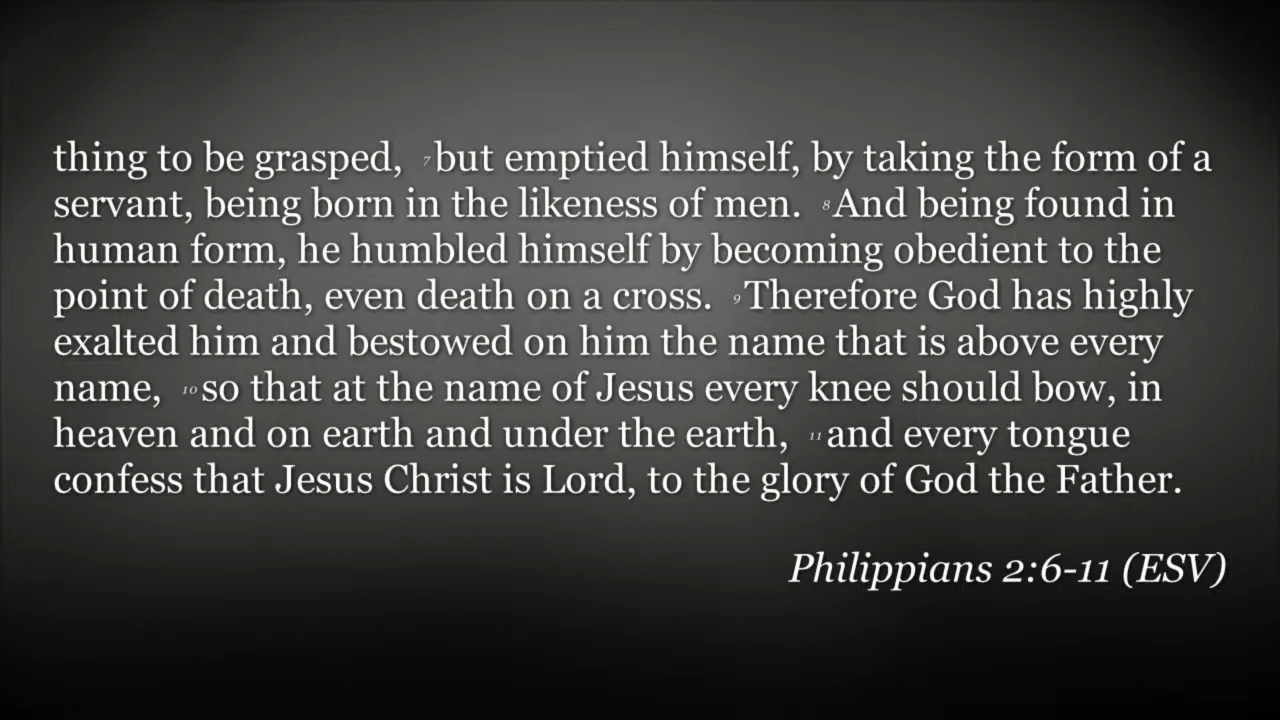 thing to be grasped, 7 but emptied himself, by taking the form of a
servant, being born in the likeness of men. 8 And being found in
human form, he humbled himself by becoming obedient to the
point of death, even death on a cross. 9 Therefore God has highly
exalted him and bestowed on him the name that is above every
name, 10 so that at the name of Jesus every knee should bow, in
heaven and on earth and under the earth, 11 and every tongue
confess that Jesus Christ is Lord, to the glory of God the Father.
Philippians 2:6-11 (ESV)